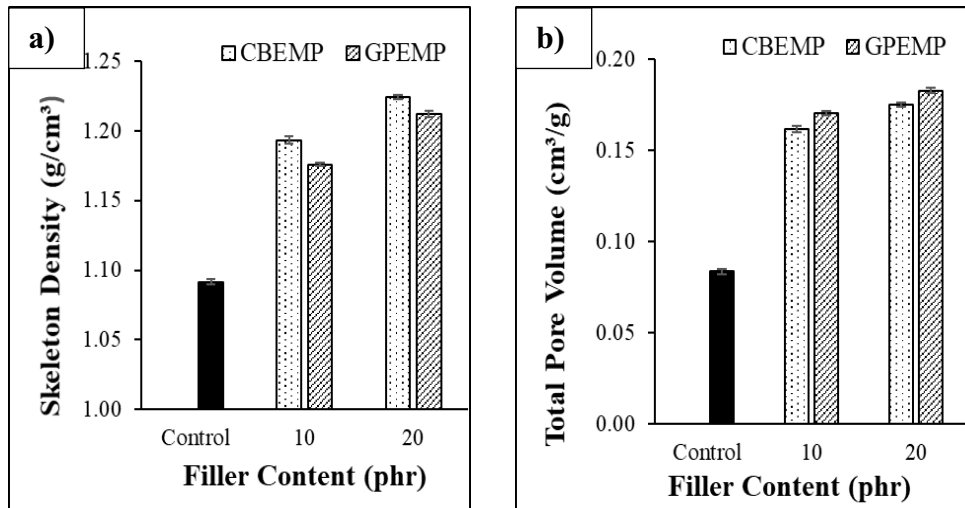 a)
CBEMP GPEMP
1.25
1.20
1.15
1.10
1.05
1.00
Skeleton Density (g/cm³)
Control 10 20
Filler Content (phr)
b)
CBEMP GPEMP
0.20
0.15
0.10
0.05
0.00
Total Pore Volume (cm³/g)
Control 10 20
Filler Content (phr)